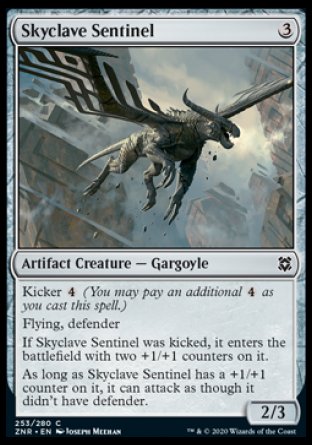 Skyclave Sentinel 3
Artifact Creature — Gargoyle
Kicker 4 (You may pay an additional 4 as
you cast this spell.)
Flying, defender
If Skyclave Sentinel was kicked, it enters the
battlefield with two +1/+1 counters on it.
As long as Skyclave Sentinel has a +1/+1
counter on it, it can attack as though it
didn't have defender.
2/3
253/280 C
ZNR • EN Joseph Meehan
™ & © 2020 Wizards of the Coast